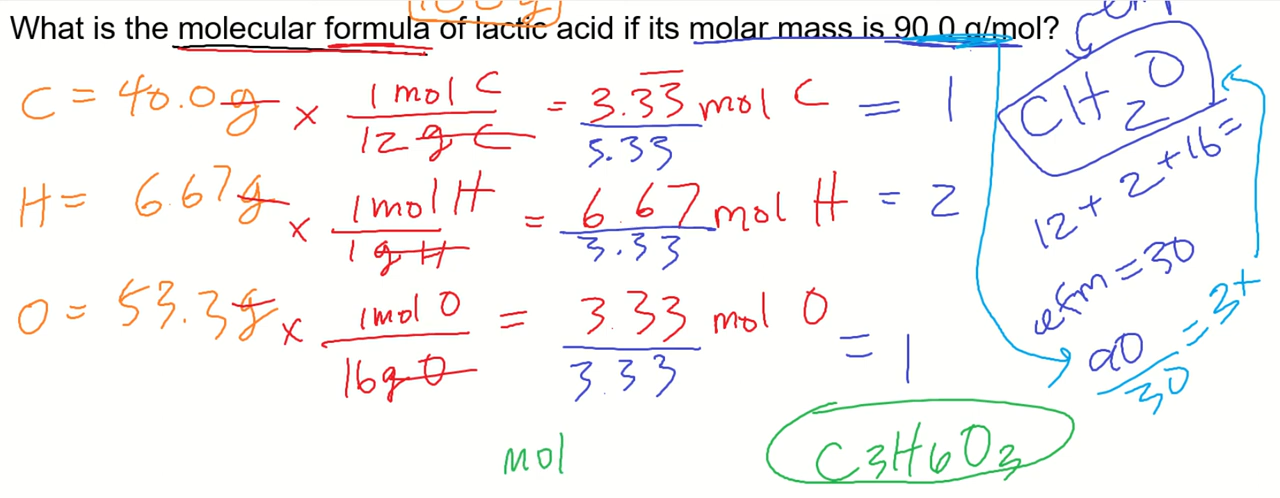 100g
What is the molecular formula of lactic acid if its molar mass is 90.0 g/mol?
C = 40.0g × 1 mol C / 12 g C = 3.33 mol C / 3.33 = 1
H = 6.67g × 1 mol H / 1 g H = 6.67 mol H / 3.33 = 2
O = 53.3g × 1 mol O / 16 g O = 3.33 mol O / 3.33 = 1
CH2O
12 + 2 + 16 =
efm = 30
90 / 30 = 3
mol
C3H6O3